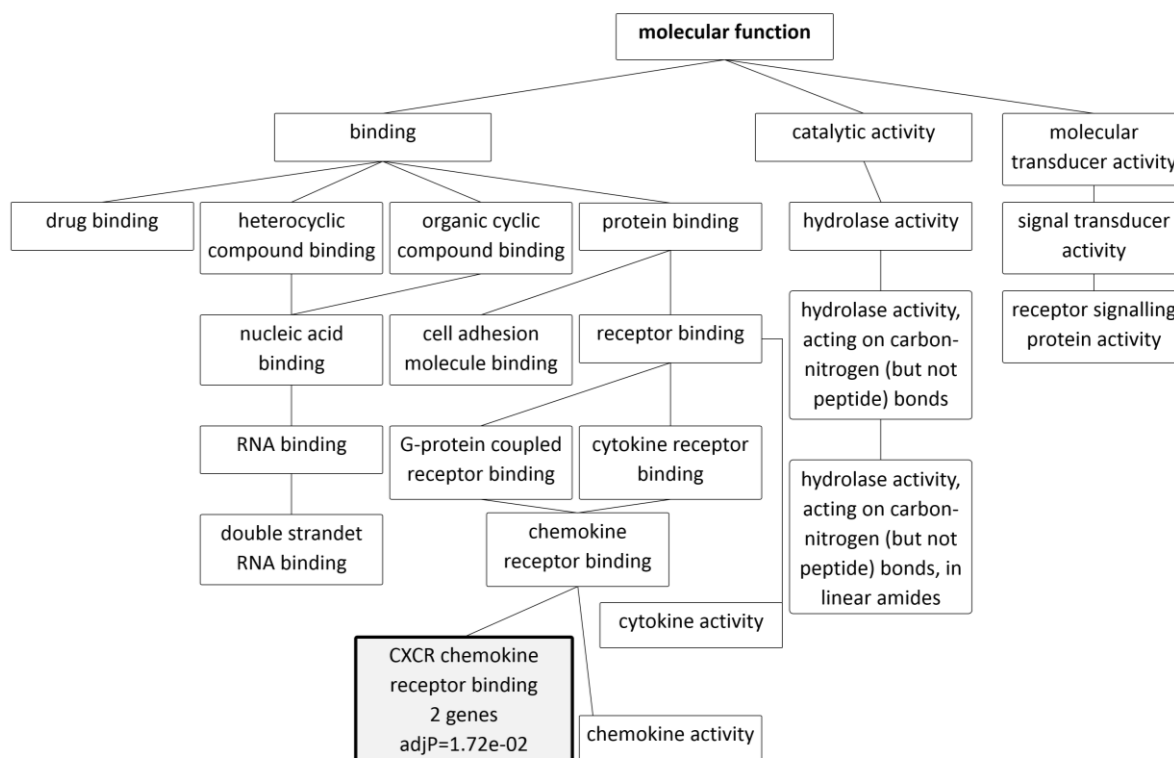 molecular function
binding
catalytic activity
molecular
transducer activity
drug binding
heterocyclic
compound binding
organic cyclic
compound binding
protein binding
hydrolase activity
signal transducer
activity
nucleic acid
binding
cell adhesion
molecule binding
receptor binding
hydrolase activity,
acting on carbon-
nitrogen (but not
peptide) bonds
receptor signalling
protein activity
RNA binding
G-protein coupled
receptor binding
cytokine receptor
binding
hydrolase activity,
acting on carbon-
nitrogen (but not
peptide) bonds, in
linear amides
double strandet
RNA binding
chemokine
receptor binding
cytokine activity
CXCR chemokine
receptor binding
2 genes
adjP=1.72e-02
chemokine activity